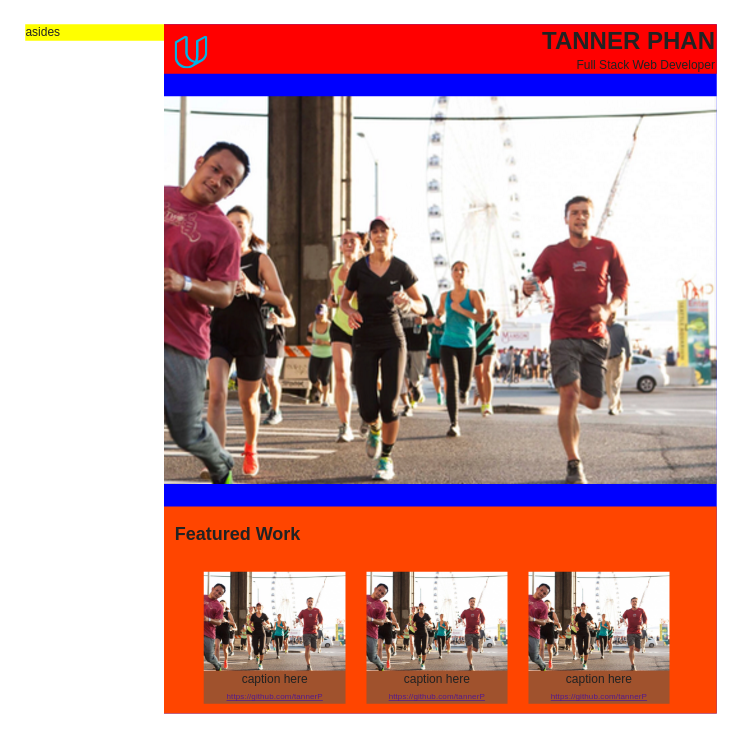 asides
TANNER PHAN
Full Stack Web Developer
Featured Work
caption here
https://github.com/tannerP
caption here
https://github.com/tannerP
caption here
https://github.com/tannerP